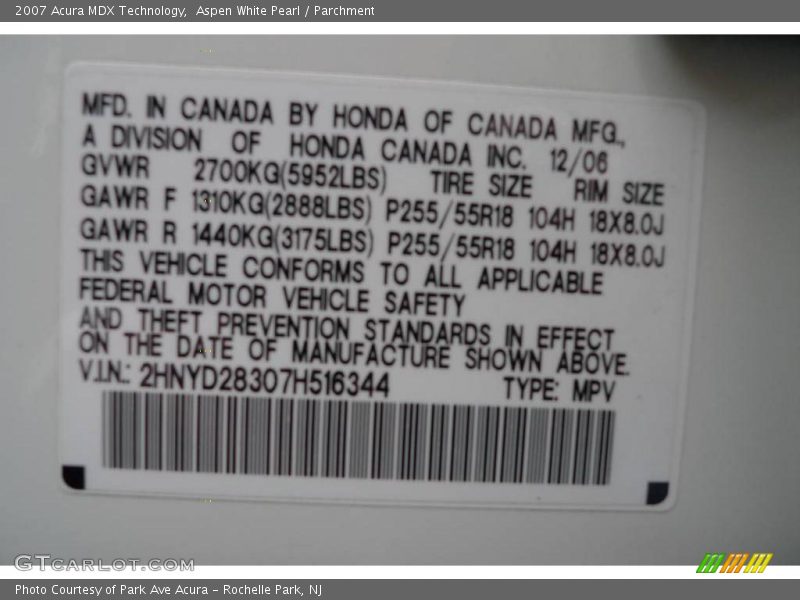 2007 Acura MDX Technology,  Aspen White Pearl / Parchment
MFD. IN CANADA BY HONDA OF CANADA MFG.,
A DIVISION OF HONDA CANADA INC. 12/06
GVWR 2700KG(5952LBS) TIRE SIZE RIM SIZE
GAWR F 1310KG(2888LBS) P255/55R18 104H 18X8.0J
GAWR R 1440KG(3175LBS) P255/55R18 104H 18X8.0J
THIS VEHICLE CONFORMS TO ALL APPLICABLE
FEDERAL MOTOR VEHICLE SAFETY
AND THEFT PREVENTION STANDARDS IN EFFECT
ON THE DATE OF MANUFACTURE SHOWN ABOVE.
V.I.N.: 2HNYD28307H516344 TYPE: MPV
GTCARLOT.COM
Photo Courtesy of Park Ave Acura - Rochelle Park, NJ